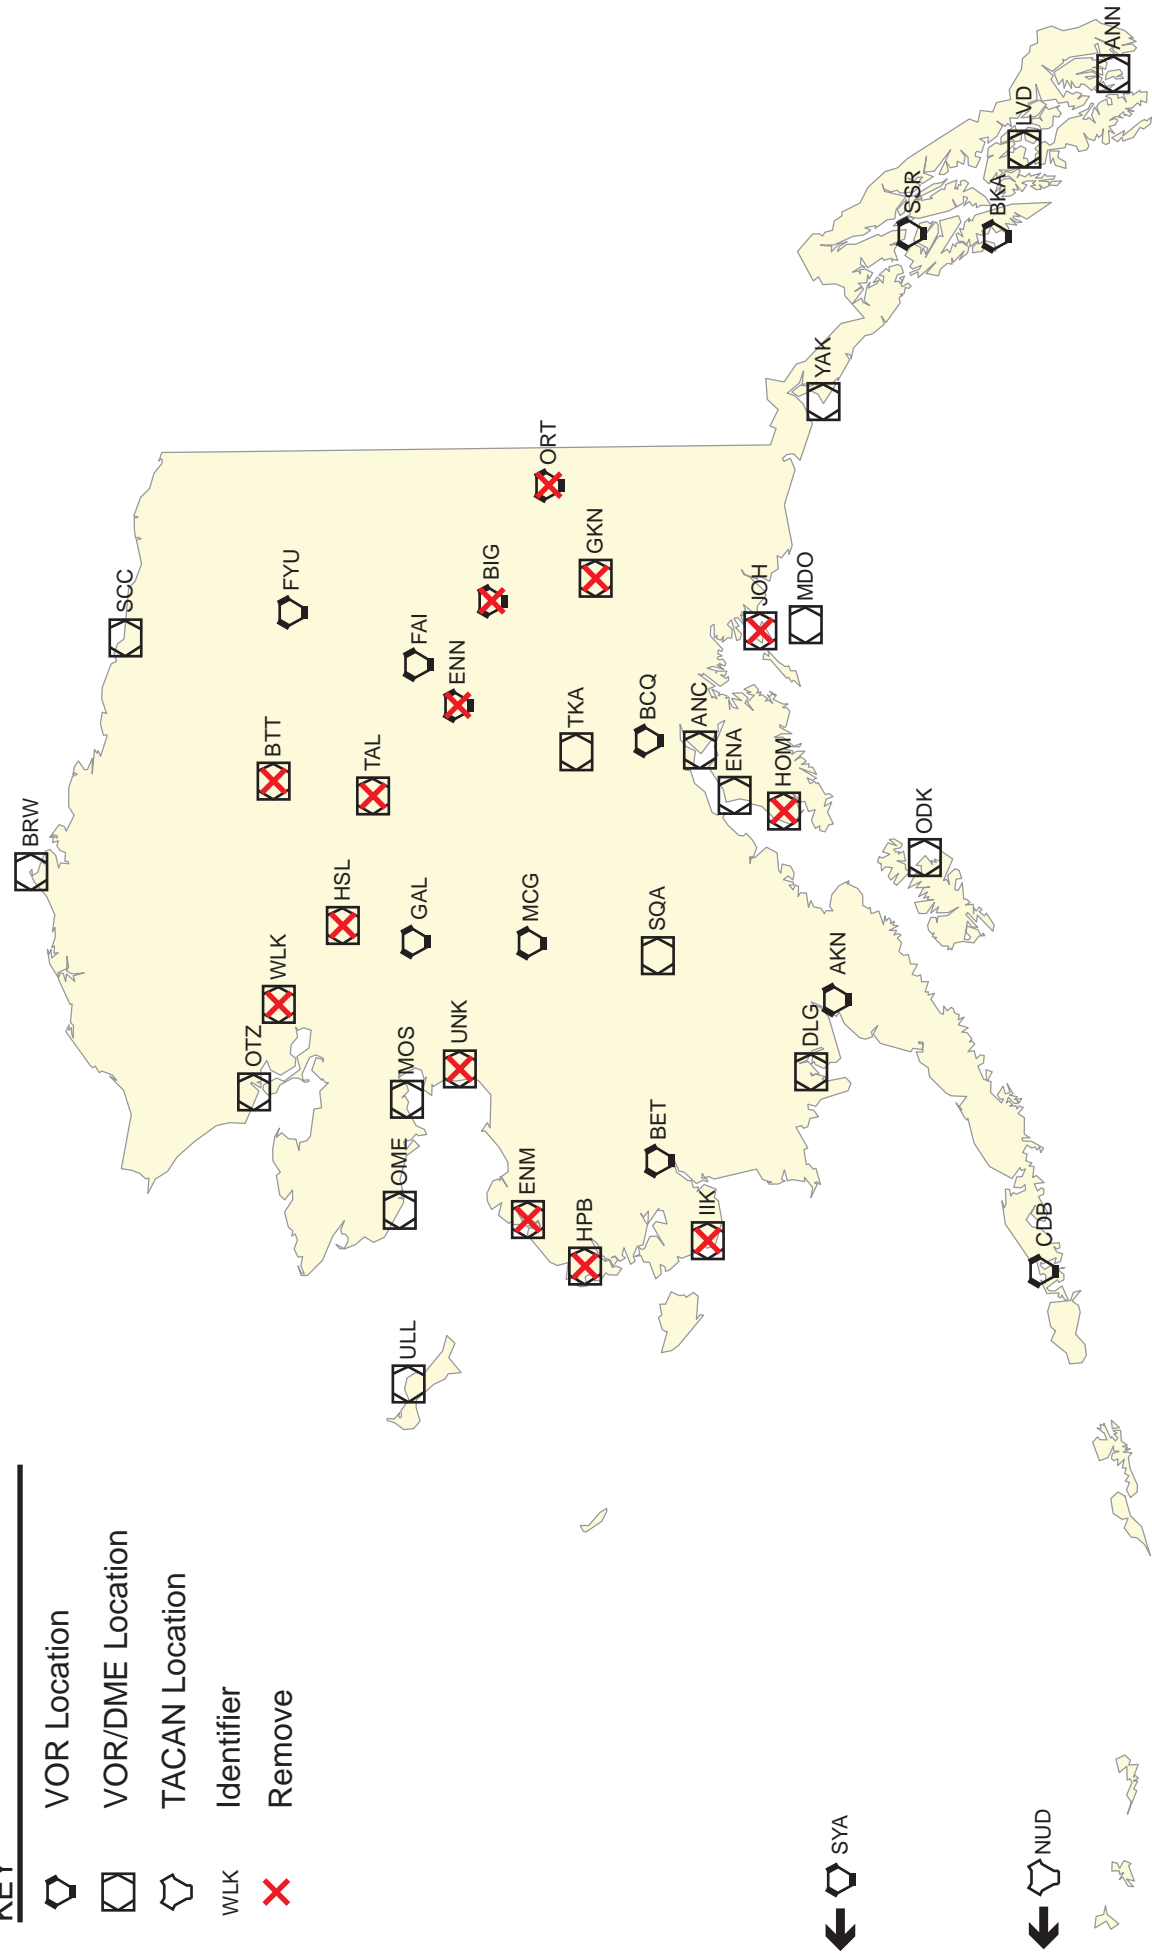 KEY
VOR Location
VOR/DME Location
TACAN Location
WLK Identifier
Remove
BRW
SCC
OTZ
WLK
BTT
FYU
HSL
TAL
GAL
FAI
ENN
BIG
ORT
GKN
ULL
OME
MOS
UNK
MCG
TKA
ENM
HPB
BET
SQA
BCQ
IIK
ANC
ENA
HOM
JOH
MDO
YAK
DLG
AKN
ODK
SSR
BKA
LVD
ANN
CDB
SYA
NUD